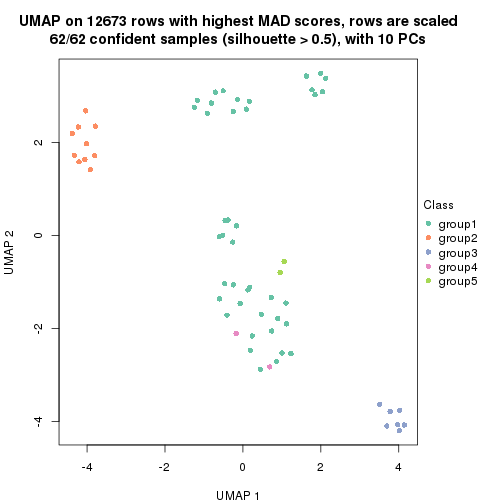 UMAP on 12673 rows with highest MAD scores, rows are scaled
62/62 confident samples (silhouette > 0.5), with 10 PCs
Class
group1
group2
group3
group4
group5
UMAP 2
2
0
-2
-4
-4
-2
0
2
4
UMAP 1